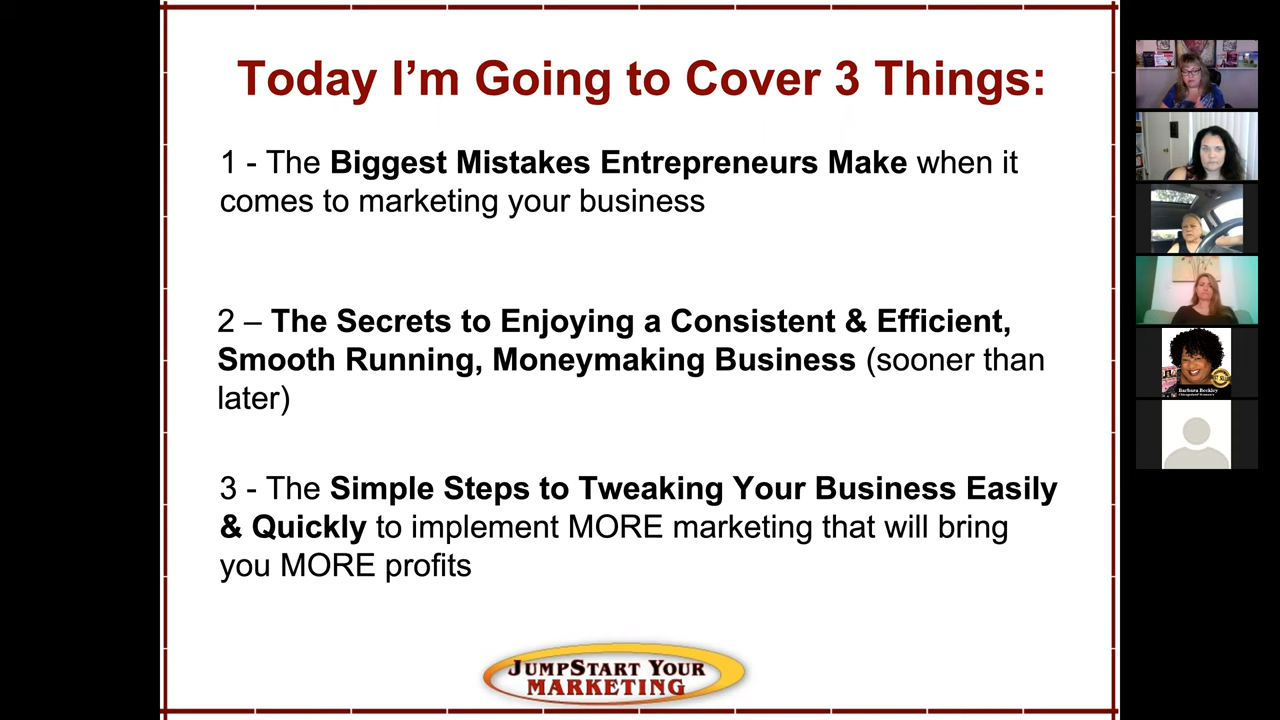 Today I'm Going to Cover 3 Things:
1 - The Biggest Mistakes Entrepreneurs Make when it
comes to marketing your business
2 – The Secrets to Enjoying a Consistent & Efficient,
Smooth Running, Moneymaking Business (sooner than
later)
3 - The Simple Steps to Tweaking Your Business Easily
& Quickly to implement MORE marketing that will bring
you MORE profits
JUMPSTART YOUR
MARKETING
Barbara Beckley